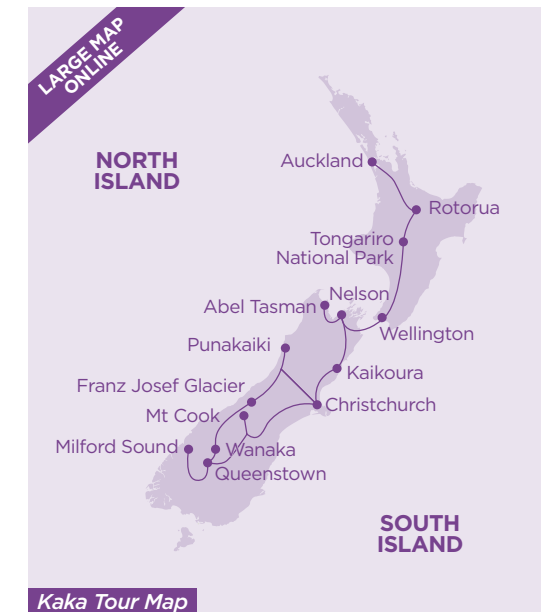 LARGE MAP
ONLINE
NORTH
ISLAND
Auckland
Rotorua
Tongariro
National Park
Nelson
Abel Tasman
Wellington
Punakaiki
Kaikoura
Franz Josef Glacier
Mt Cook
Christchurch
Milford Sound
Wanaka
Queenstown
SOUTH
ISLAND
Kaka Tour Map